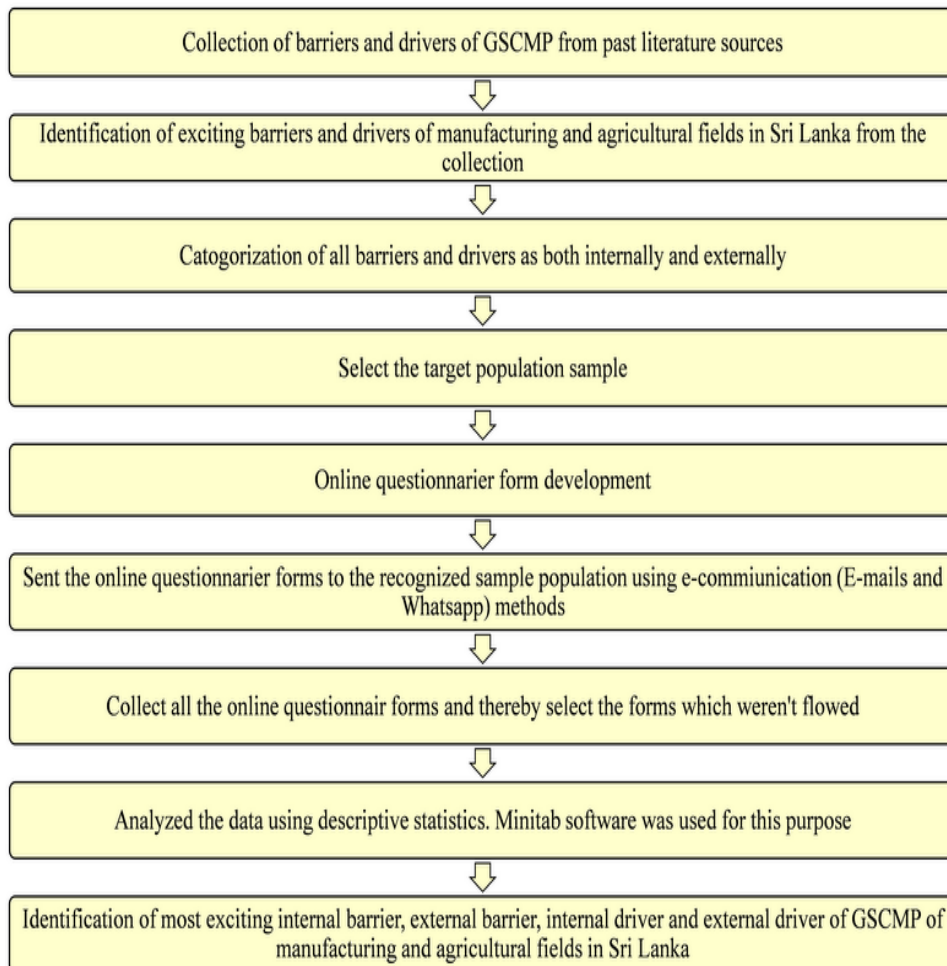 Collection of barriers and drivers of GSCMP from past literature sources
Identification of exciting barriers and drivers of manufacturing and agricultural fields in Sri Lanka from the
collection
Catogorization of all barriers and drivers as both internally and externally
Select the target population sample
Online questionnarier form development
Sent the online questionnarier forms to the recognized sample population using e-commiunication (E-mails and
Whatsapp) methods
Collect all the online questionnair forms and thereby select the forms which weren't flowed
Analyzed the data using descriptive statistics. Minitab software was used for this purpose
Identification of most exciting internal barrier, external barrier, internal driver and external driver of GSCMP of
manufacturing and agricultural fields in Sri Lanka